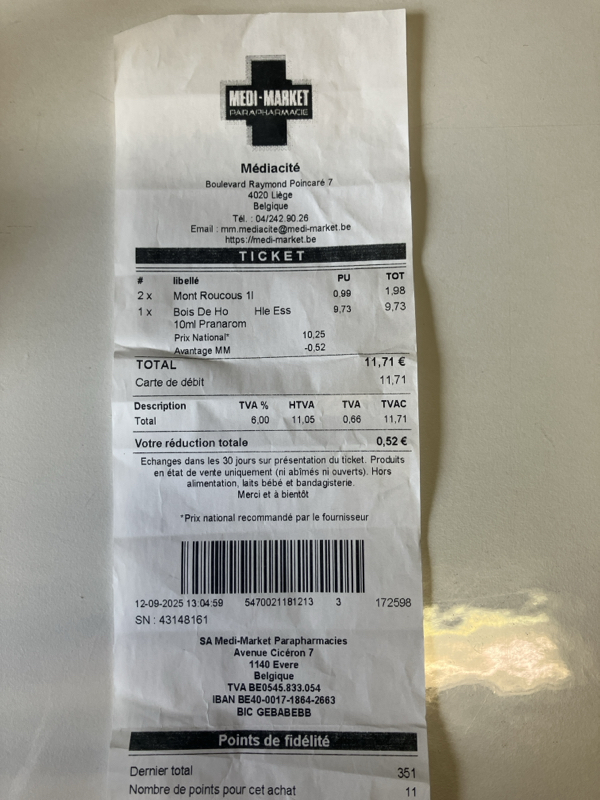 MEDI-MARKET
PARAPHARMACIE
Médiacité
Boulevard Raymond Poincaré 7
4020 Liège
Belgique
Tél. : 04/242.90.26
Email : mm.mediacite@medi-market.be
https://medi-market.be
TICKET
# libellé PU TOT
2 x Mont Roucous 1l 0,99 1,98
1 x Bois De Ho Hle Ess 9,73 9,73
10ml Pranarom
Prix National* 10,25
Avantage MM -0,52
TOTAL 11,71 €
Carte de débit 11,71
Description TVA % HTVA TVA TVAC
Total 6,00 11,05 0,66 11,71
Votre réduction totale 0,52 €
Echanges dans les 30 jours sur présentation du ticket. Produits
en état de vente uniquement (ni abîmés ni ouverts). Hors
alimentation, laits bébé et bandagisterie.
Merci et à bientôt
*Prix national recommandé par le fournisseur
12-09-2025 13:04:59 5470021181213 3 172598
SN : 43148161
SA Medi-Market Parapharmacies
Avenue Cicéron 7
1140 Evere
Belgique
TVA BE0545.833.054
IBAN BE40-0017-1864-2663
BIC GEBABEBB
Points de fidélité
Dernier total 351
Nombre de points pour cet achat 11